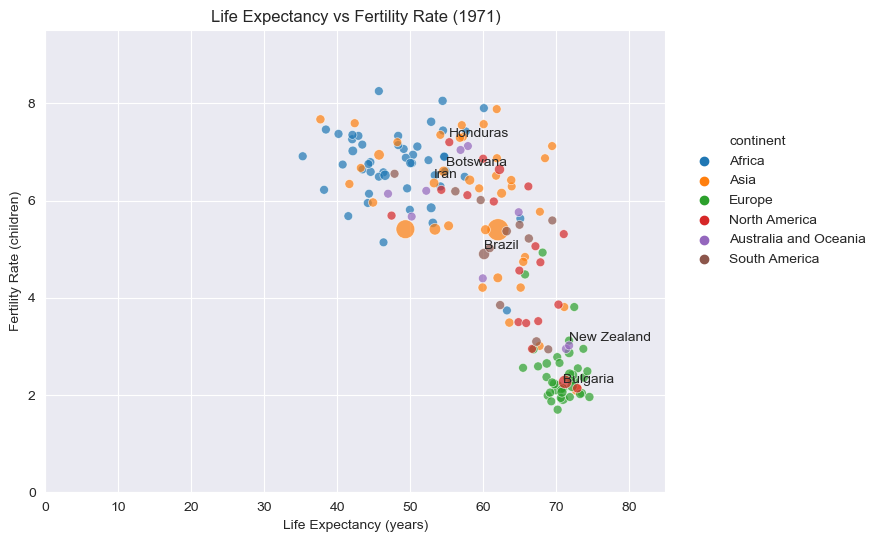 Life Expectancy vs Fertility Rate (1971)
Fertility Rate (children)
8
6
4
2
0
Honduras
Botswana
Iran
Brazil
New Zealand
Bulgaria
0 10 20 30 40 50 60 70 80
Life Expectancy (years)
continent
Africa
Asia
Europe
North America
Australia and Oceania
South America